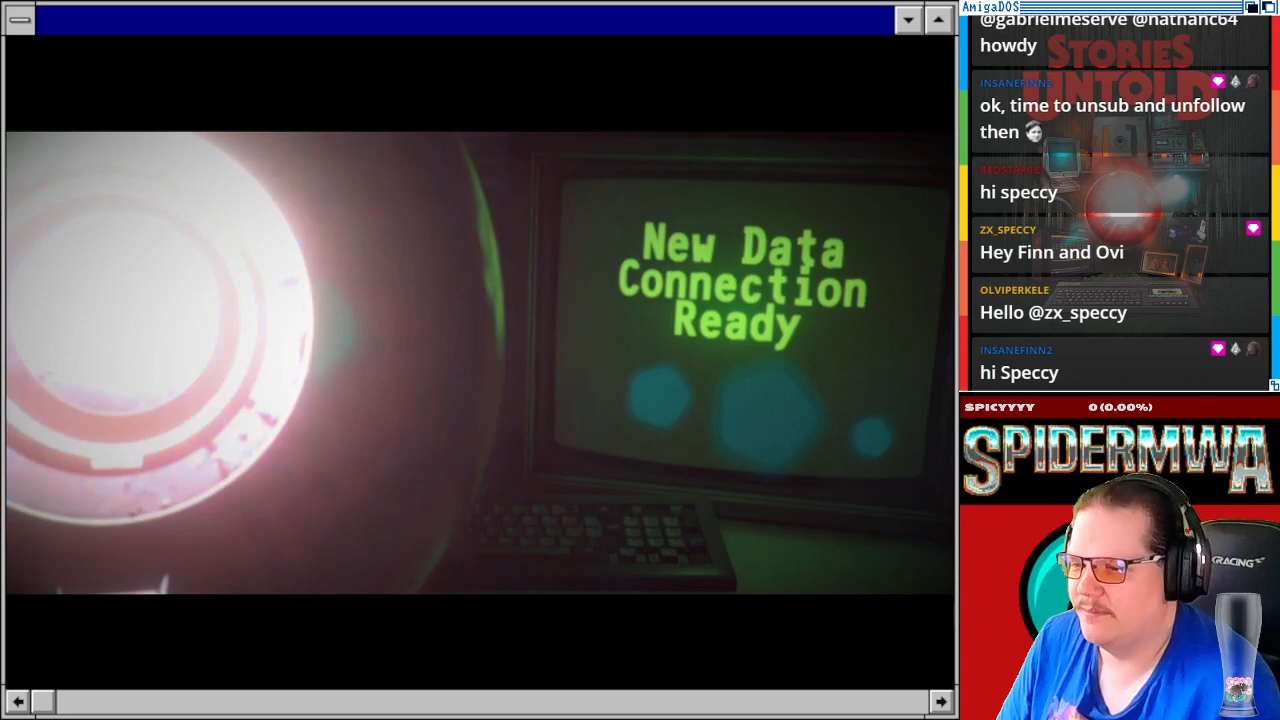 New Data
Connection
Ready
AmigaDOS
@gabrielmeserve @nathanc64
howdy
STORIES
UNTOLD
INSANEFINN2
ok, time to unsub and unfollow
then
hi speccy
ZX_SPECCY
Hey Finn and Ovi
OLVIPERKELE
Hello @zx_speccy
INSANEFINN2
hi Speccy
SPICYYYY 0 (0.00%)
SPIDERMWA
RACING